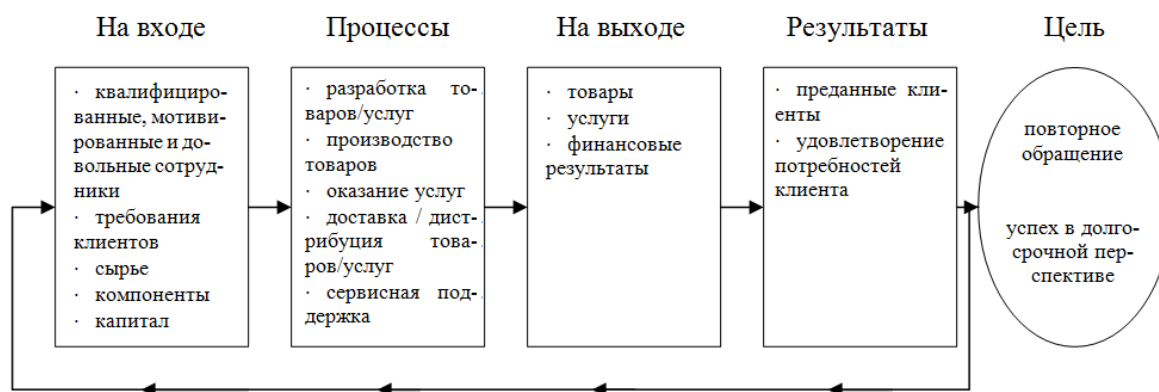 На входе
Процессы
На выходе
Результаты
Цель
· квалифициро-
ванные, мотиви-
рованные и до-
вольные сотруд-
ники
· требования
клиентов
· сырье
· компоненты
· капитал
· разработка то-
варов/услуг
· производство
товаров
· оказание услуг
· доставка / дист-
рибуция това-
ров/услуг
· сервисная под-
держка
· товары
· услуги
· финансовые
результаты
· преданные кли-
енты
· удовлетворение
потребностей
клиента
повторное
обращение
успех в долго-
срочной пер-
спективе